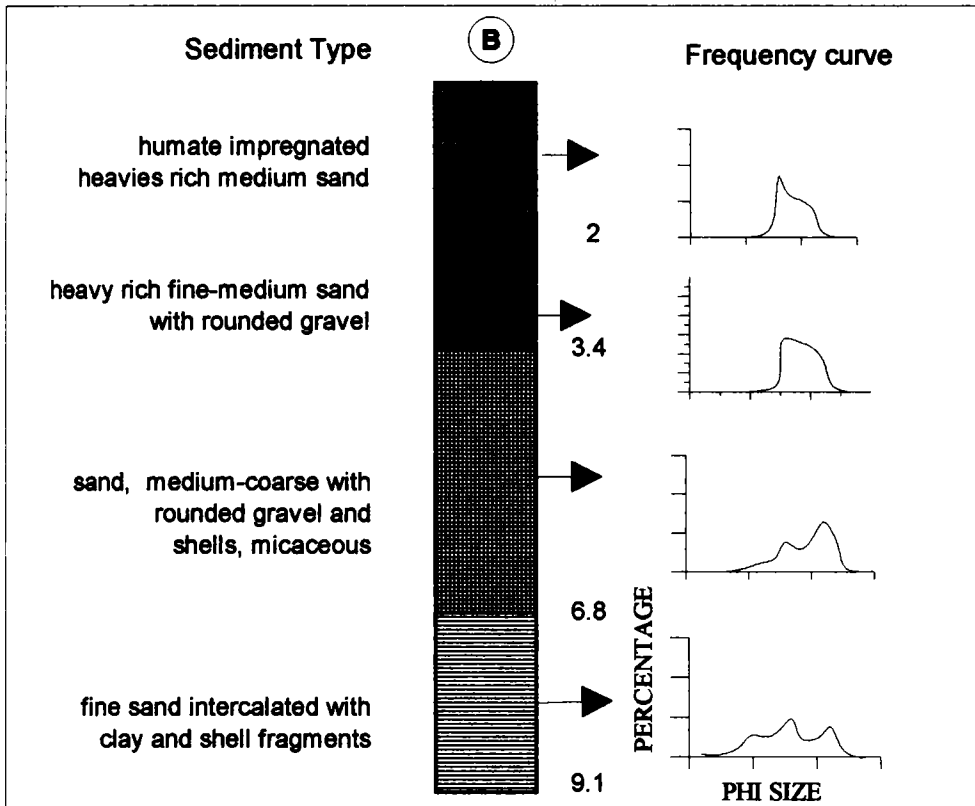 Sediment Type
B
Frequency curve
humate impregnated
heavies rich medium sand
2
heavy rich fine-medium sand
with rounded gravel
3.4
sand, medium-coarse with
rounded gravel and
shells, micaceous
6.8
PERCENTAGE
fine sand intercalated with
clay and shell fragments
9.1
PHI SIZE